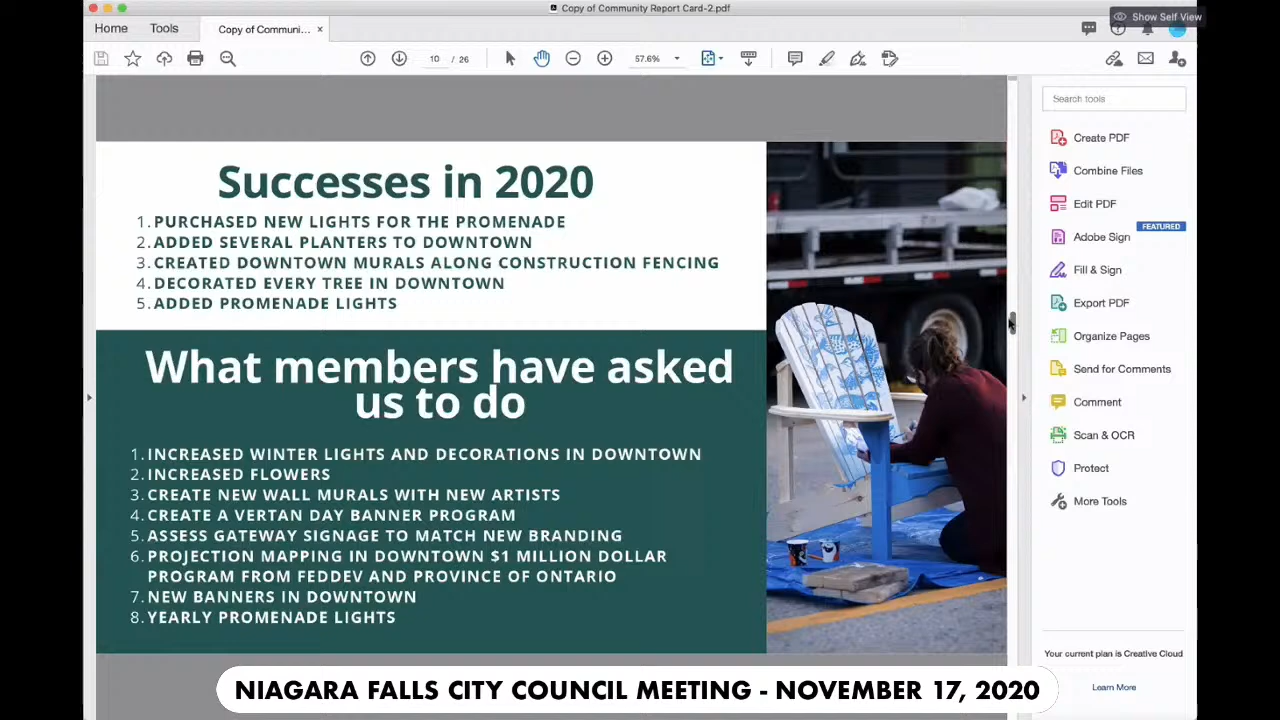 Copy of Community Report Card-2.pdf
Show Self View
Home
Tools
Copy of Communi... ×
10 / 26
57.6%
Search tools
Create PDF
Combine Files
Edit PDF
FEATURED
Adobe Sign
Fill & Sign
Export PDF
Organize Pages
Send for Comments
Comment
Scan & OCR
Protect
More Tools
Your current plan is Creative Cloud
Learn More
Successes in 2020
1. PURCHASED NEW LIGHTS FOR THE PROMENADE
2. ADDED SEVERAL PLANTERS TO DOWNTOWN
3. CREATED DOWNTOWN MURALS ALONG CONSTRUCTION FENCING
4. DECORATED EVERY TREE IN DOWNTOWN
5. ADDED PROMENADE LIGHTS
What members have asked
us to do
1. INCREASED WINTER LIGHTS AND DECORATIONS IN DOWNTOWN
2. INCREASED FLOWERS
3. CREATE NEW WALL MURALS WITH NEW ARTISTS
4. CREATE A VERTAN DAY BANNER PROGRAM
5. ASSESS GATEWAY SIGNAGE TO MATCH NEW BRANDING
6. PROJECTION MAPPING IN DOWNTOWN $1 MILLION DOLLAR
PROGRAM FROM FEDDEV AND PROVINCE OF ONTARIO
7. NEW BANNERS IN DOWNTOWN
8. YEARLY PROMENADE LIGHTS
NIAGARA FALLS CITY COUNCIL MEETING - NOVEMBER 17, 2020